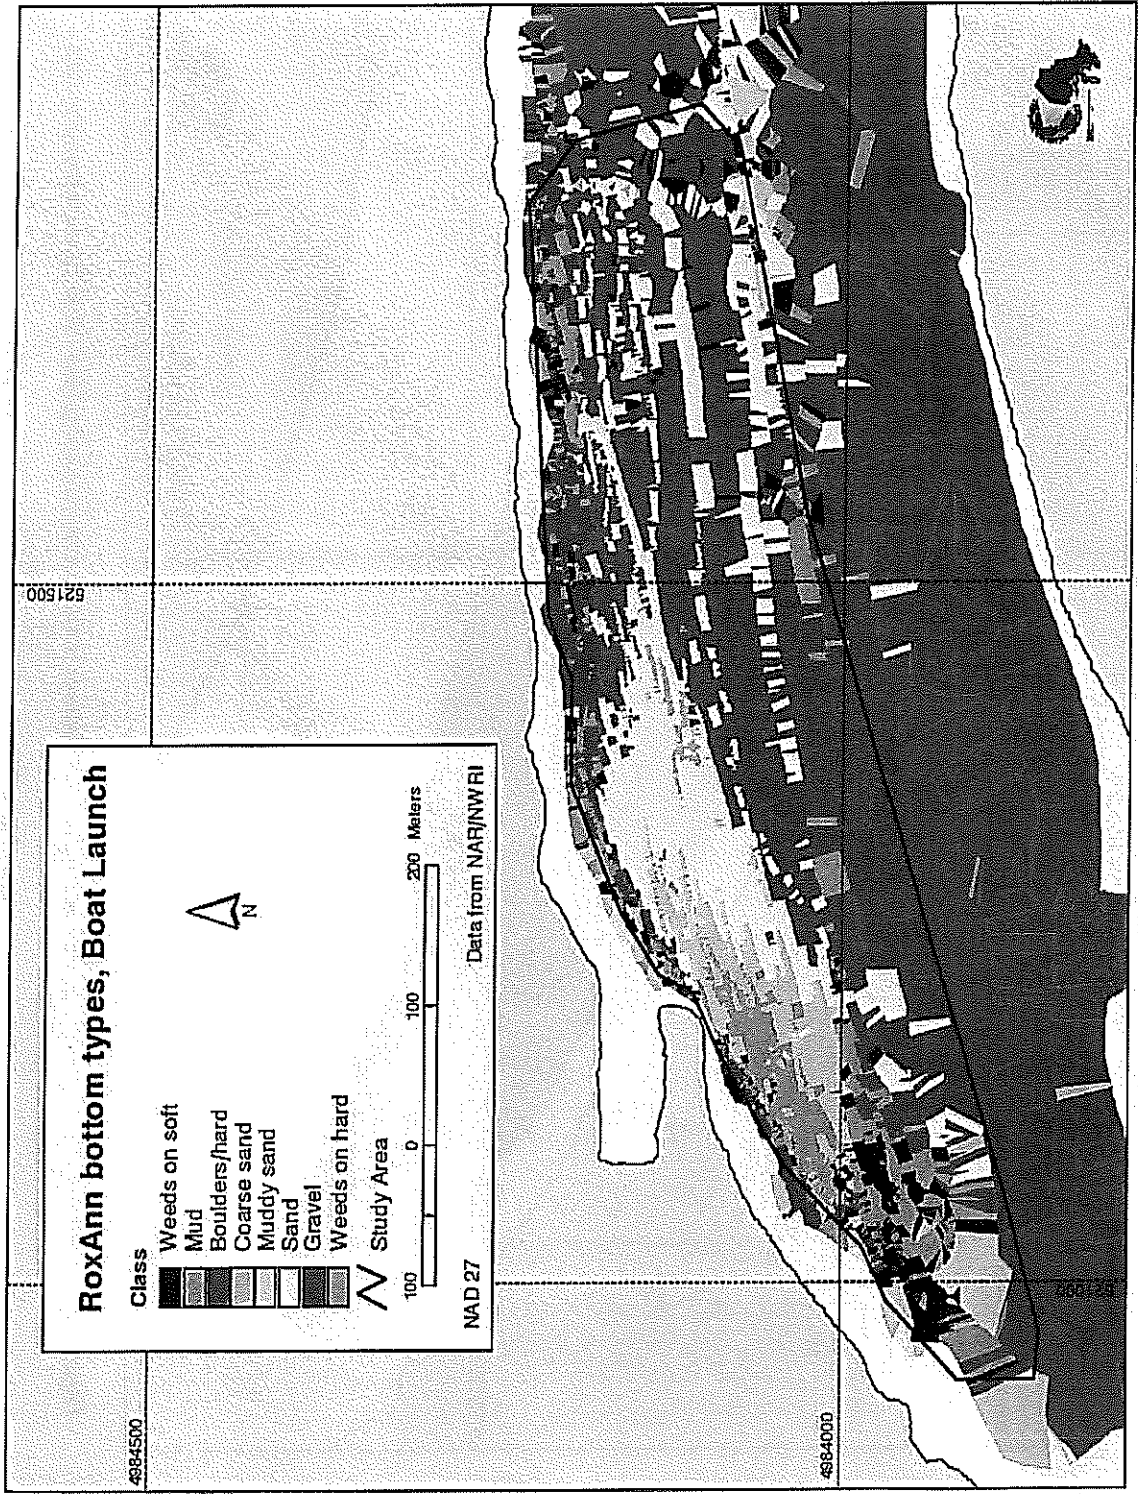 RoxAnn bottom types, Boat Launch
Class
Weeds on soft
Mud
Boulders/hard
Coarse sand
Muddy sand
Sand
Gravel
Weeds on hard
Study Area
N
100 0 100 200 Meters
NAD 27 Data from NAR/NWRI
4984500
4984000
521500